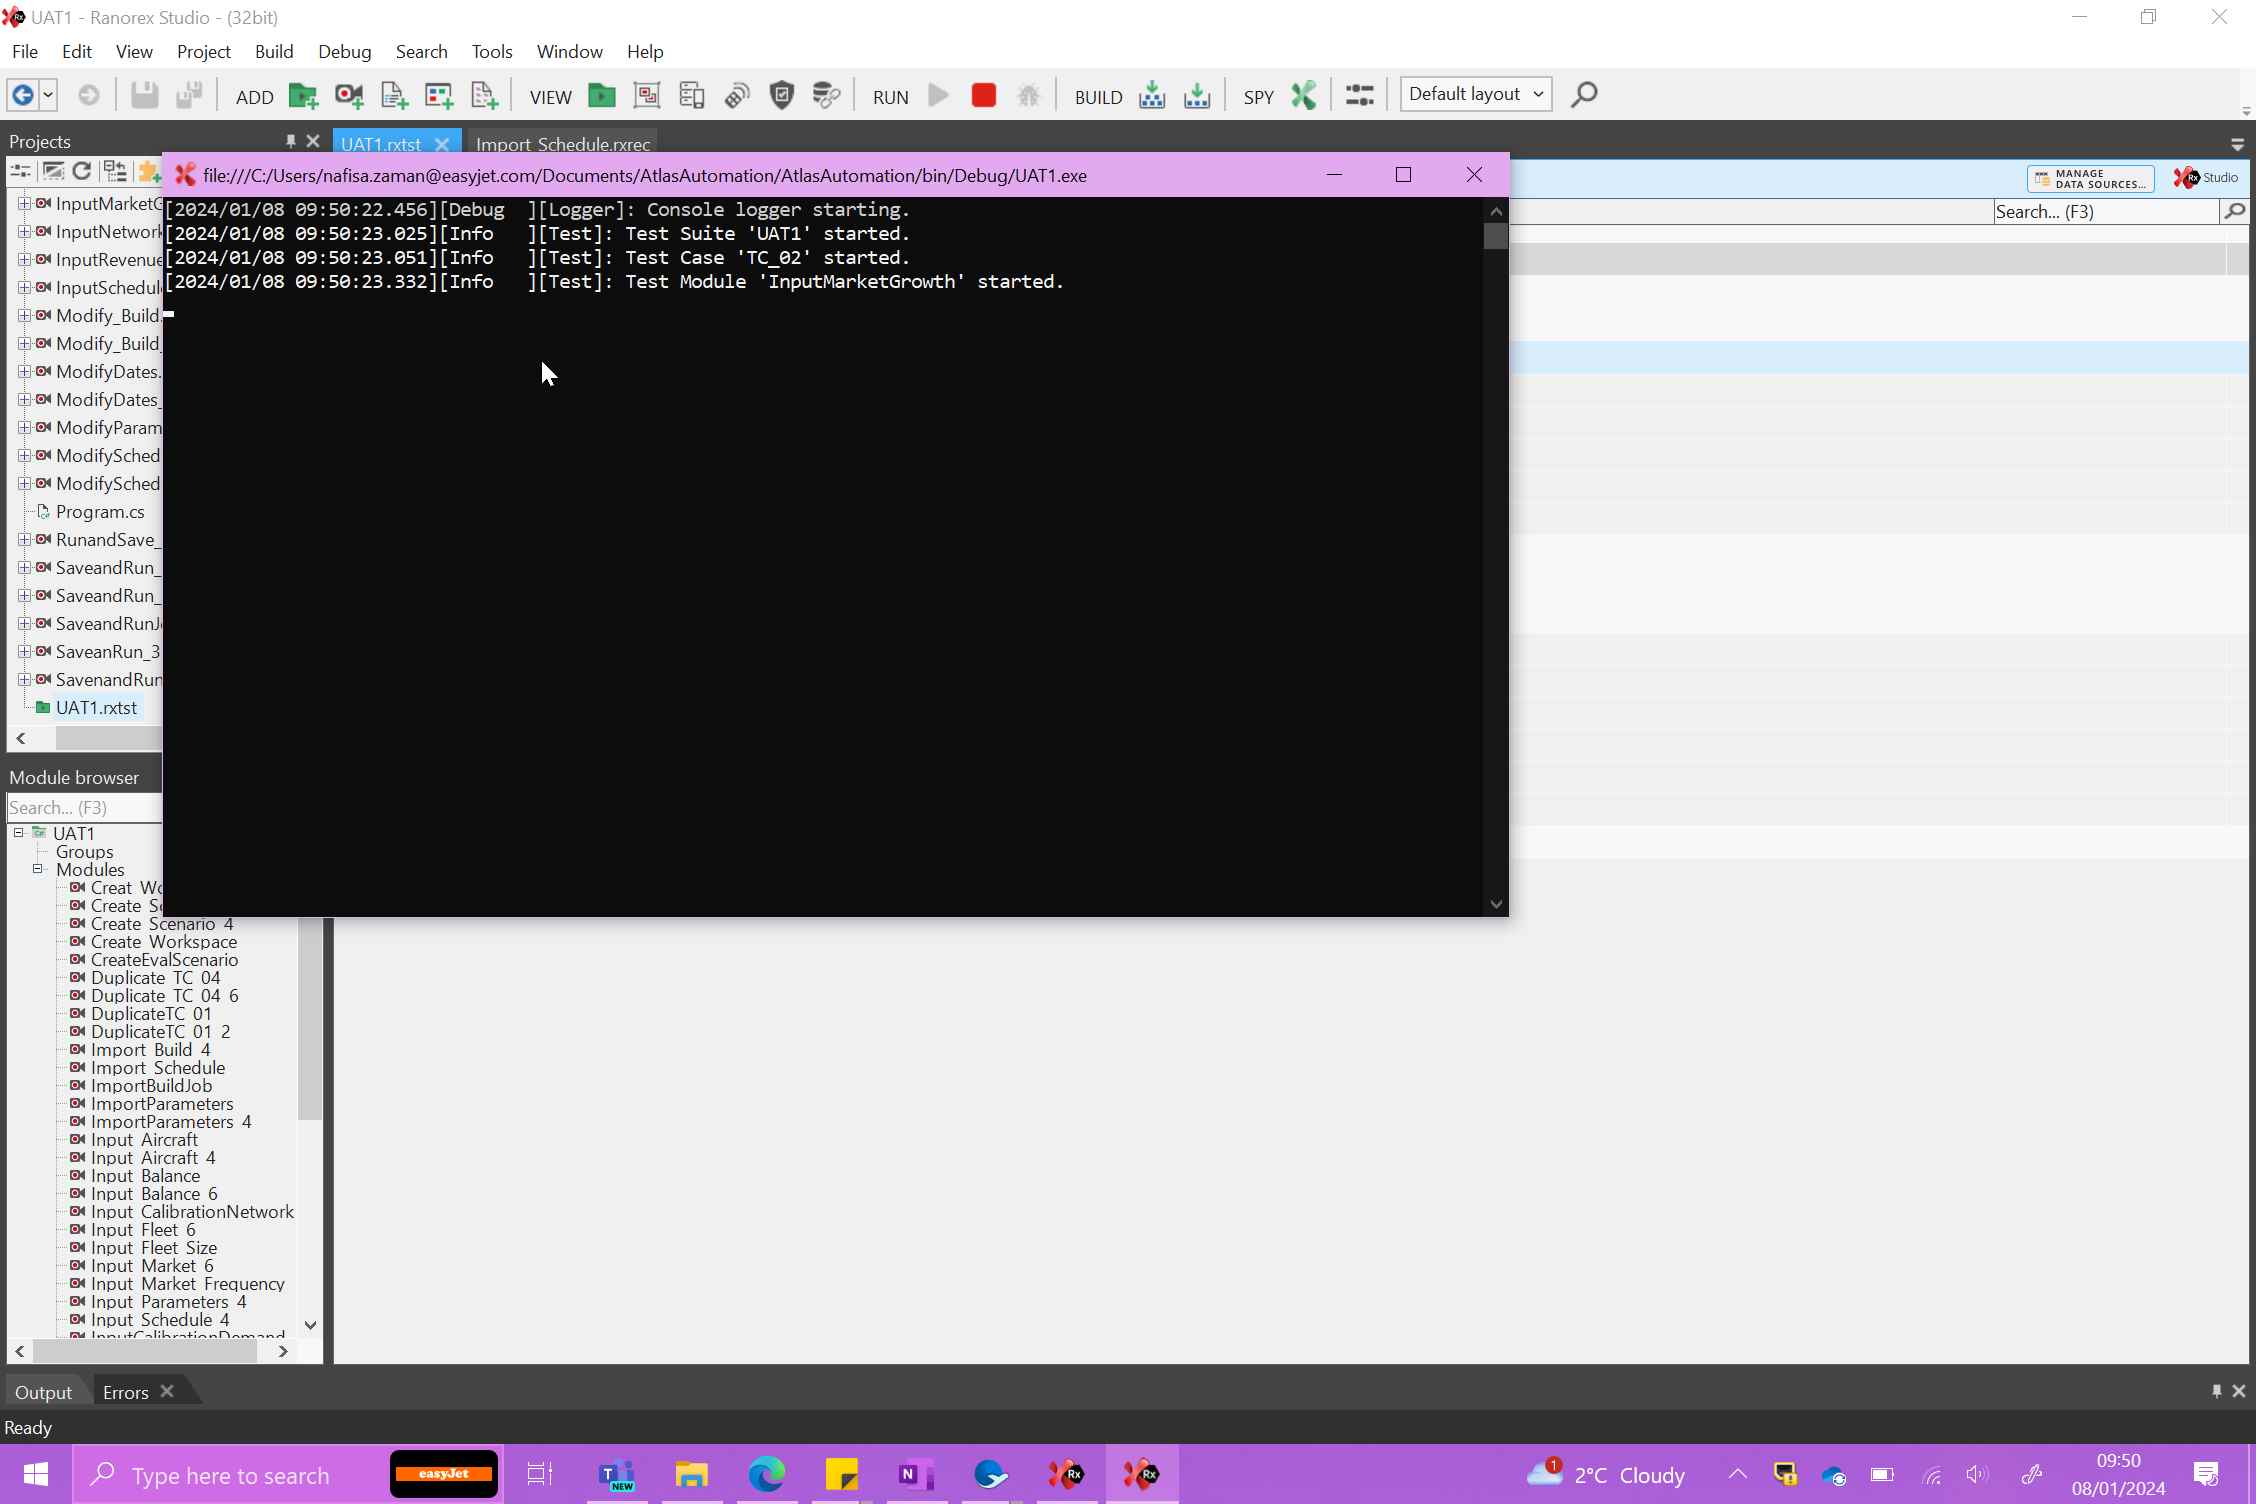 UAT1 - Ranorex Studio - (32bit)
File Edit View Project Build Debug Search Tools Window Help
ADD VIEW RUN BUILD SPY Default layout
Projects
UAT1.rxtst
Import_Schedule.rxrec
file:///C:/Users/nafisa.zaman@easyjet.com/Documents/AtlasAutomation/AtlasAutomation/bin/Debug/UAT1.exe
MANAGE
DATA SOURCES...
Studio
Search... (F3)
[2024/01/08 09:50:22.456][Debug ][Logger]: Console logger starting.
[2024/01/08 09:50:23.025][Info ][Test]: Test Suite 'UAT1' started.
[2024/01/08 09:50:23.051][Info ][Test]: Test Case 'TC_02' started.
[2024/01/08 09:50:23.332][Info ][Test]: Test Module 'InputMarketGrowth' started.
InputMarketG
InputNetwork
InputRevenue
InputSchedul
Modify_Build
Modify_Build_
ModifyDates.
ModifyDates_
ModifyParam
ModifySched
ModifySched
Program.cs
RunandSave_
SaveandRun_
SaveandRun_
SaveandRunJ
SaveanRun_3
SavenandRun
UAT1.rxtst
Module browser
Search... (F3)
UAT1
Groups
Modules
Creat Wo
Create Sc
Create Scenario 4
Create Workspace
CreateEvalScenario
Duplicate TC 04
Duplicate TC 04 6
DuplicateTC 01
DuplicateTC 01 2
Import Build 4
Import Schedule
ImportBuildJob
ImportParameters
ImportParameters 4
Input Aircraft
Input Aircraft 4
Input Balance
Input Balance 6
Input CalibrationNetwork
Input Fleet 6
Input Fleet Size
Input Market 6
Input Market Frequency
Input Parameters 4
Input Schedule 4
InputCalibrationDemand
Output
Errors
Ready
Type here to search
easyJet
NEW
1
2°C Cloudy
09:50
08/01/2024